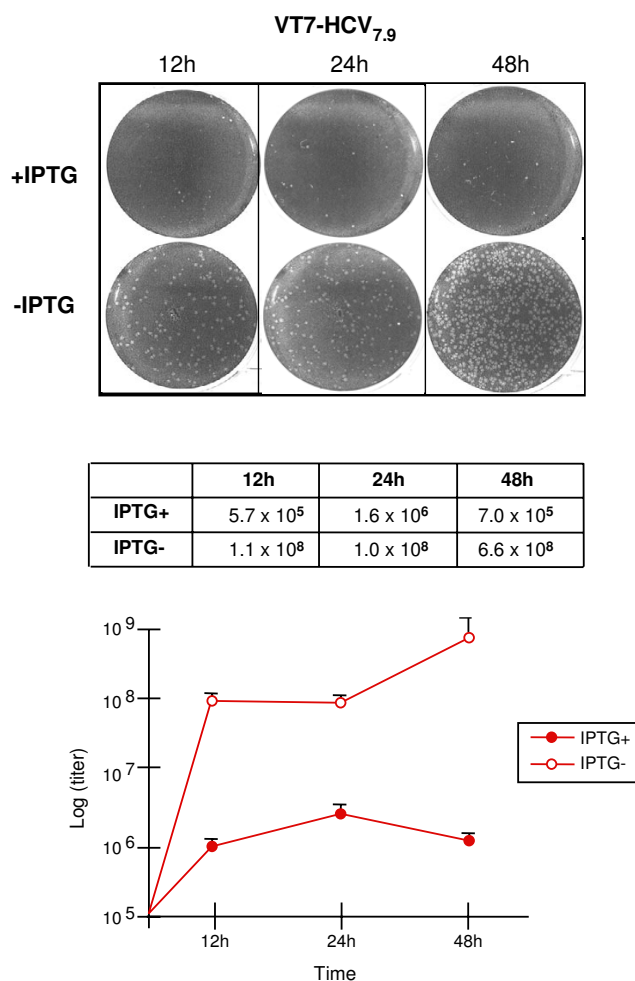 VT7-HCV7.9
12h 24h 48h
+IPTG
-IPTG
12h 24h 48h
IPTG+ 5.7 x 10⁵ 1.6 x 10⁶ 7.0 x 10⁵
IPTG- 1.1 x 10⁸ 1.0 x 10⁸ 6.6 x 10⁸
10⁹
10⁸
10⁷
10⁶
10⁵
Log (titer)
12h 24h 48h
Time
IPTG+
IPTG-